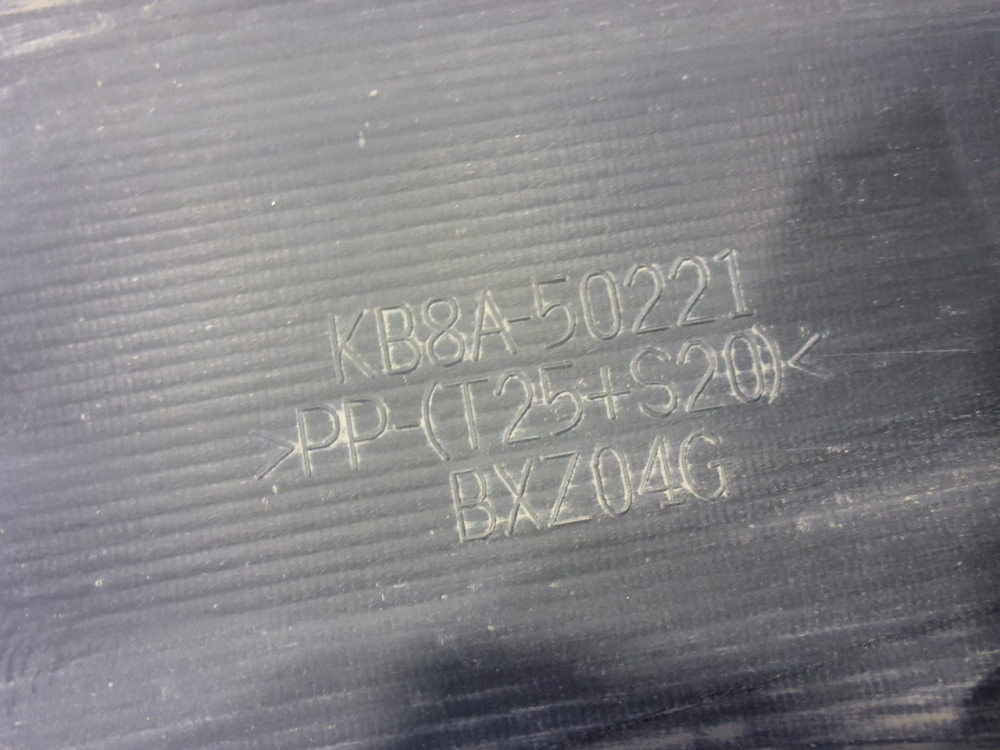 KB8A-50221
>PP-(T25+S20)<
BXZ04G